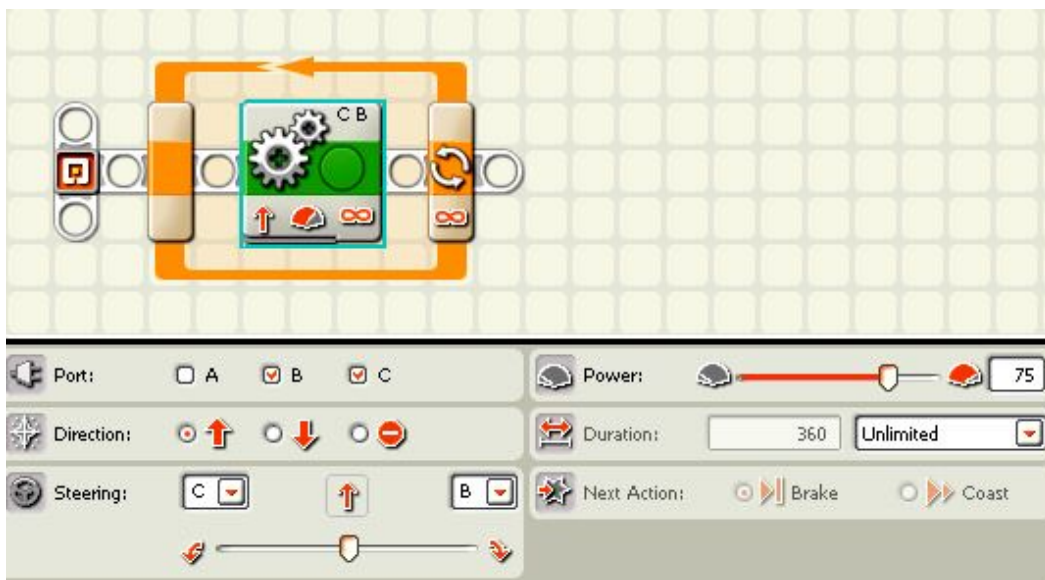 C B
Port: A B C
Power: 75
Direction:
Duration: 360 Unlimited
Steering: C B
Next Action: Brake Coast